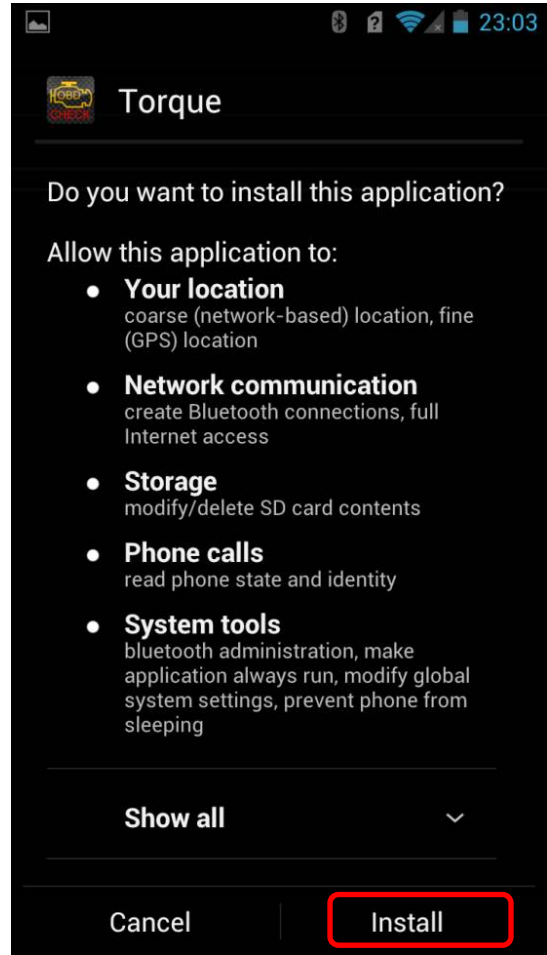 23:03
OBD²
CHECK
Torque
Do you want to install this application?
Allow this application to:
● Your location
coarse (network-based) location, fine
(GPS) location
● Network communication
create Bluetooth connections, full
Internet access
● Storage
modify/delete SD card contents
● Phone calls
read phone state and identity
● System tools
bluetooth administration, make
application always run, modify global
system settings, prevent phone from
sleeping
Show all
Cancel Install